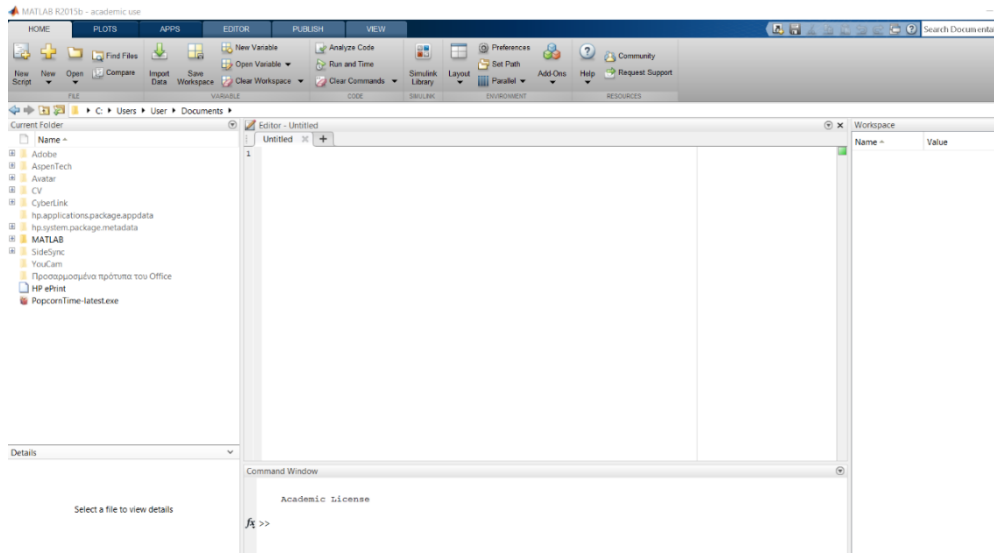 MATLAB R2015b - academic use
HOME PLOTS APPS EDITOR PUBLISH VIEW
Search Documentat
New Script
New
Open
Find Files
Compare
Import Data
Save Workspace
New Variable
Open Variable
Clear Workspace
Analyze Code
Run and Time
Clear Commands
Simulink Library
Layout
Preferences
Set Path
Parallel
Add-Ons
Help
Community
Request Support
FILE VARIABLE CODE SIMULINK ENVIRONMENT RESOURCES
C: Users User Documents
Current Folder
Name
Adobe
AspenTech
Avatar
CV
CyberLink
hp.applications.package.appdata
hp.system.package.metadata
MATLAB
SideSync
YouCam
Προσαρμοσμένα πρότυπα του Office
HP ePrint
PopcornTime-latest.exe
Details
Select a file to view details
Editor - Untitled
Untitled
1
Command Window
Academic License
fx >>
Workspace
Name Value